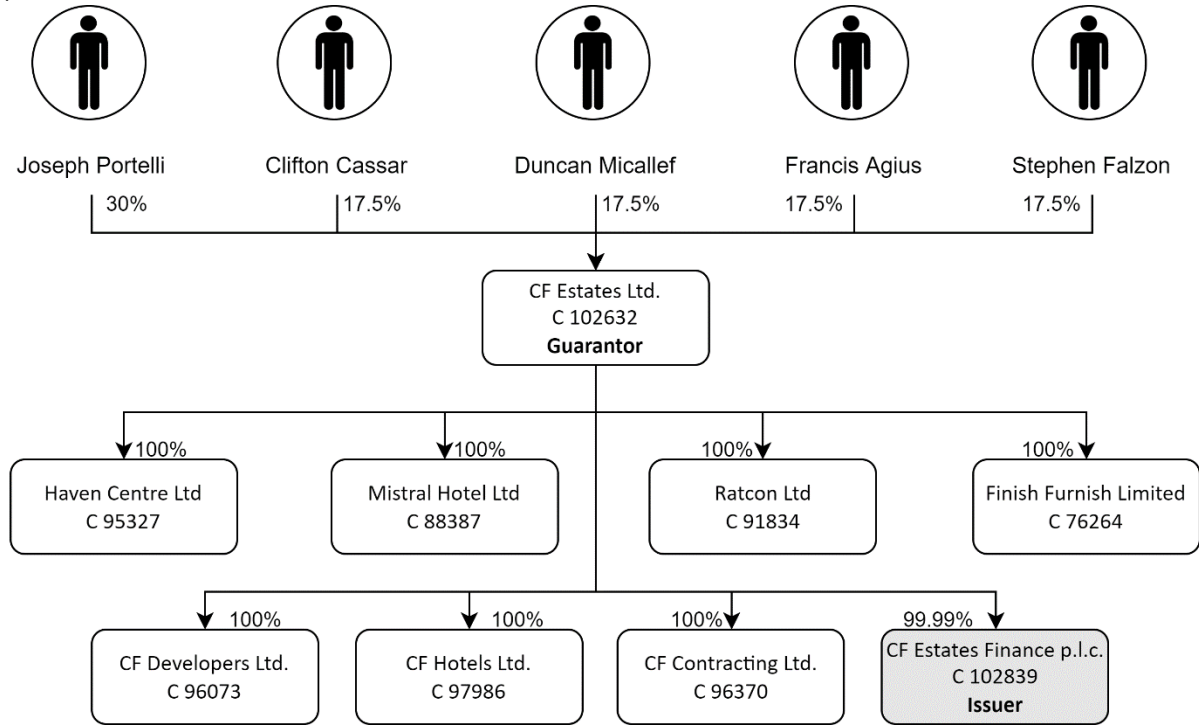 Joseph Portelli
Clifton Cassar
Duncan Micallef
Francis Agius
Stephen Falzon
30%
17.5%
17.5%
17.5%
17.5%
CF Estates Ltd.
C 102632
Guarantor
100%
100%
100%
100%
Haven Centre Ltd
C 95327
Mistral Hotel Ltd
C 88387
Ratcon Ltd
C 91834
Finish Furnish Limited
C 76264
100%
100%
100%
99.99%
CF Developers Ltd.
C 96073
CF Hotels Ltd.
C 97986
CF Contracting Ltd.
C 96370
CF Estates Finance p.l.c.
C 102839
Issuer